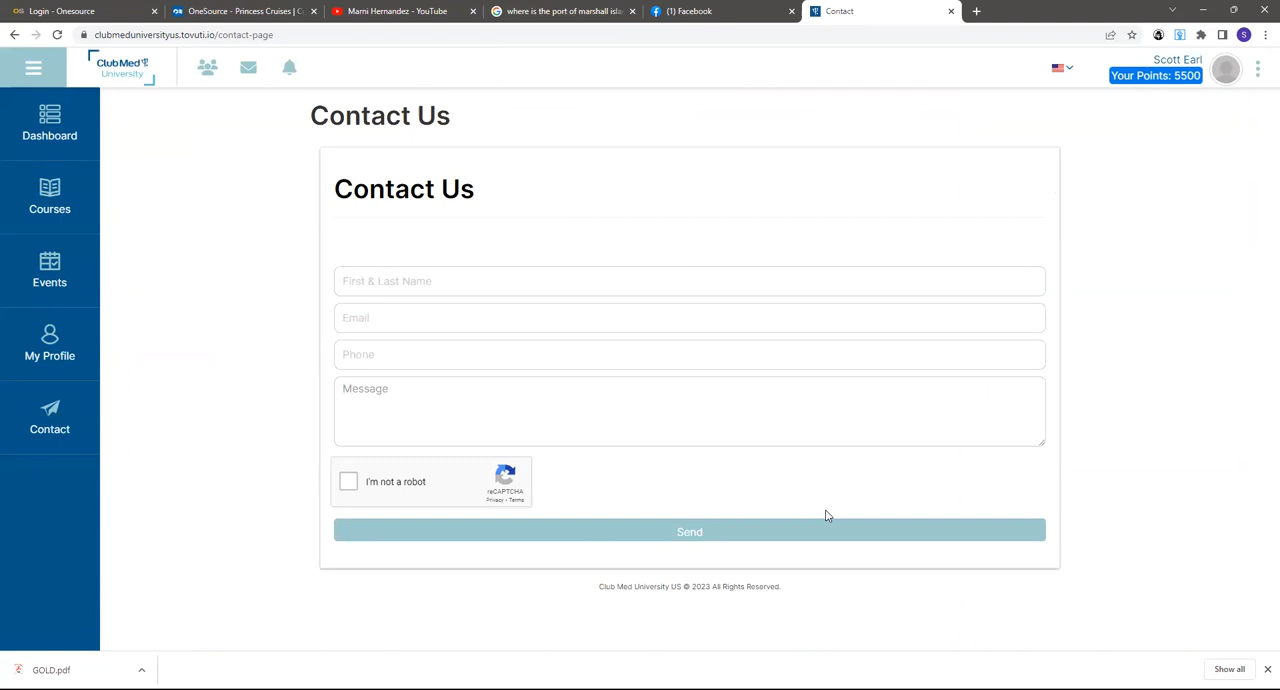 Login - Onesource
OneSource - Princess Cruises | C
Marni Hernandez - YouTube
where is the port of marshall isla
(1) Facebook
Contact
clubmeduniversityus.tovuti.io/contact-page
S
Club Med
University
Scott Earl
Your Points: 5500
Dashboard
Courses
Events
My Profile
Contact
Contact Us
Contact Us
First & Last Name
Email
Phone
Message
I'm not a robot
reCAPTCHA
Privacy - Terms
Send
Club Med University US © 2023 All Rights Reserved.
GOLD.pdf
Show all